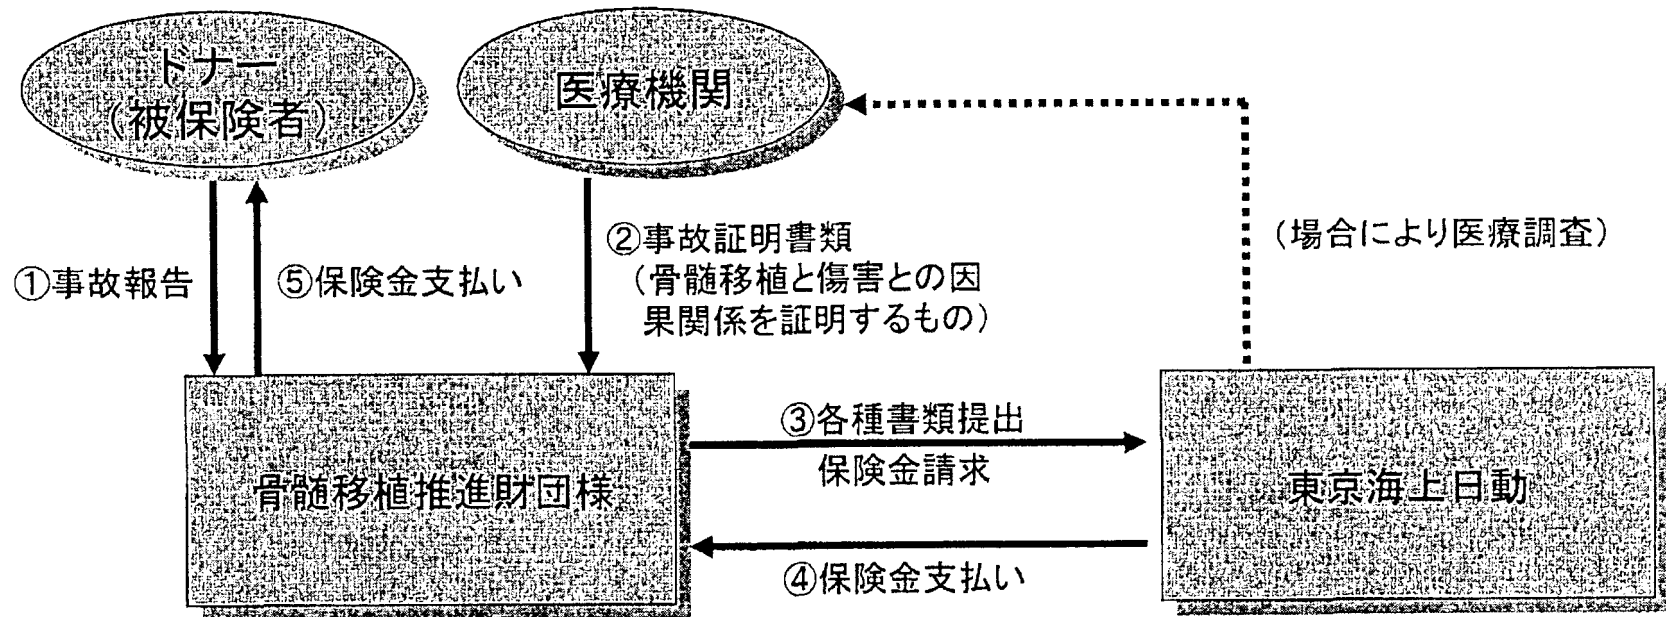 ドナー
(被保険者)
医療機関
①事故報告
⑤保険金支払い
②事故証明書類
(骨髄移植と傷害との因
果関係を証明するもの)
(場合により医療調査)
骨髄移植推進財団様
③各種書類提出
保険金請求
④保険金支払い
東京海上日動